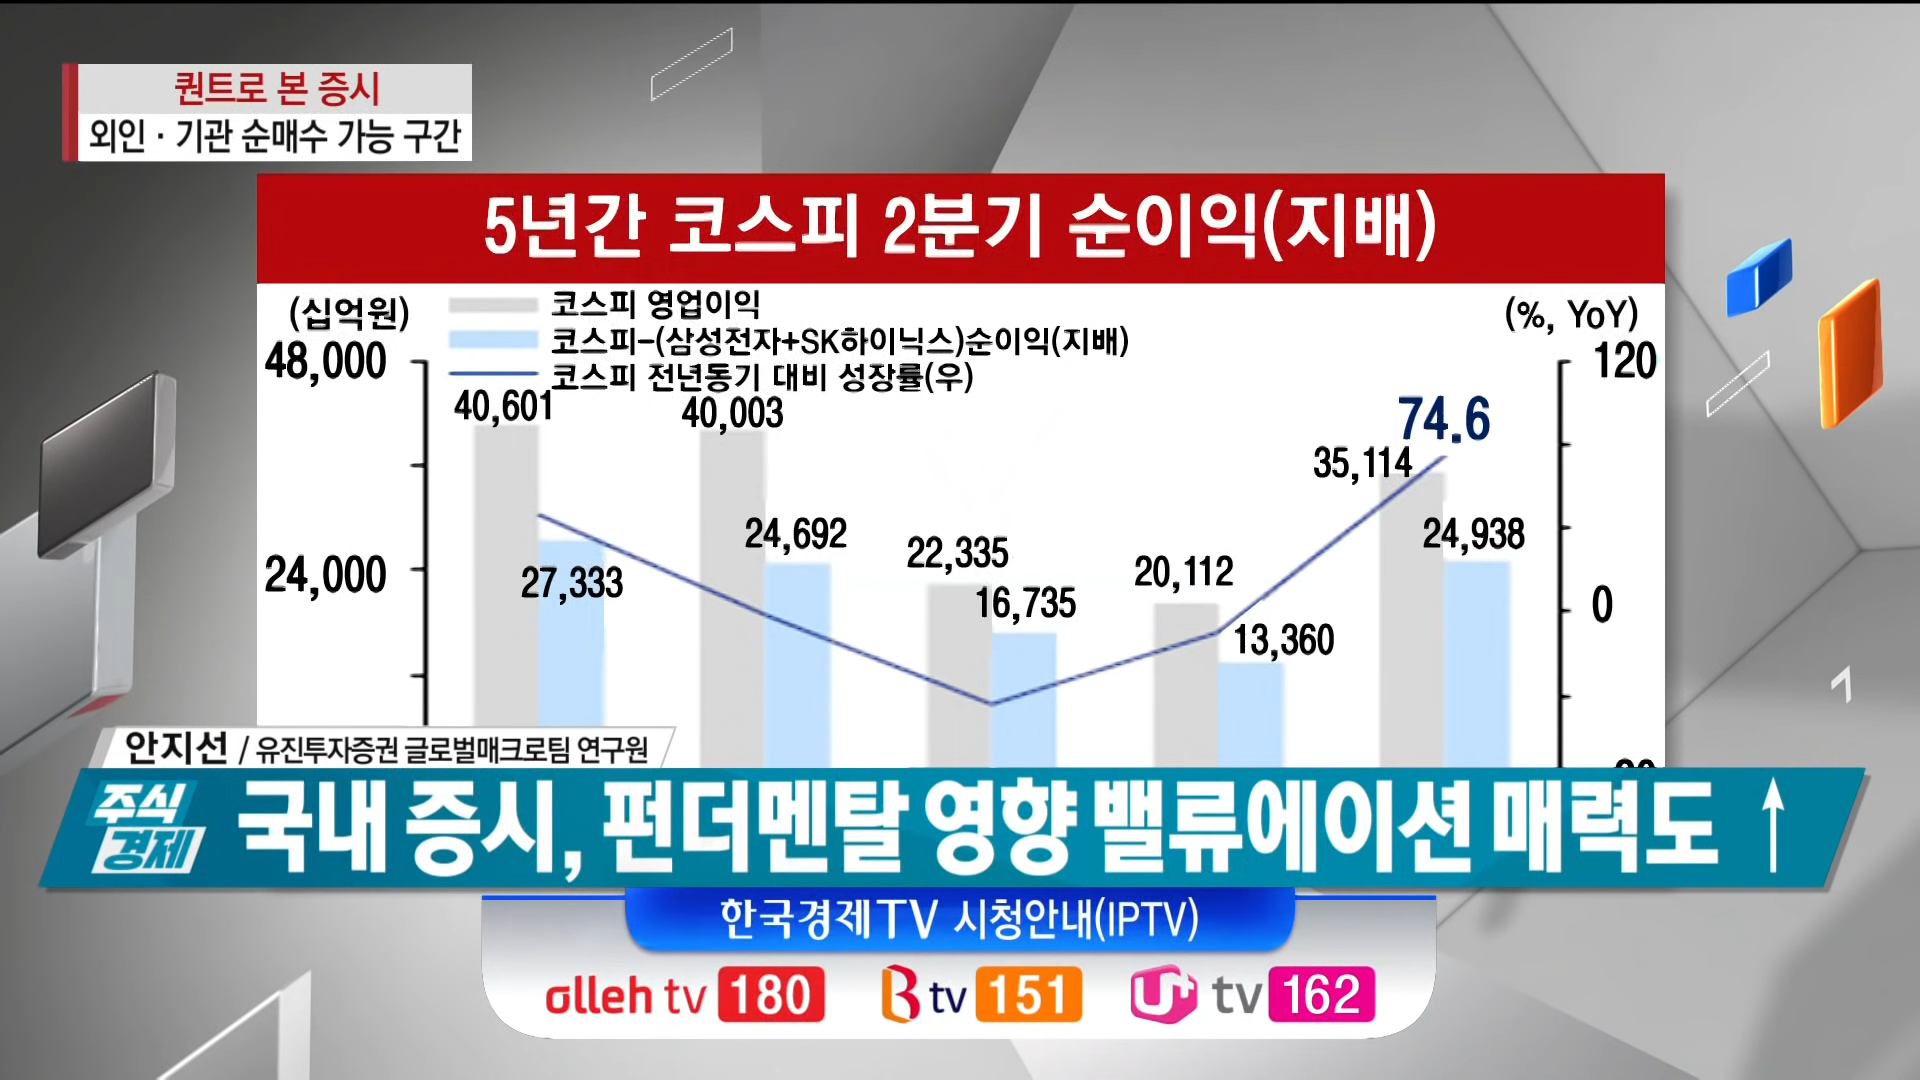 퀀트로 본 증시
외인·기관 순매수 가능 구간
5년간 코스피 2분기 순이익(지배)
(십억원)
코스피 영업이익
코스피-(삼성전자+SK하이닉스)순이익(지배)
코스피 전년동기 대비 성장률(우)
(%, YoY)
48,000
120
40,601
40,003
74.6
35,114
24,692
24,938
22,335
24,000
27,333
20,112
16,735
0
13,360
안지선 / 유진투자증권 글로벌매크로팀 연구원
주식
경제
국내 증시, 펀더멘탈 영향 밸류에이션 매력도 ↑
한국경제TV 시청안내(IPTV)
olleh tv 180
B tv 151
U+ tv 162